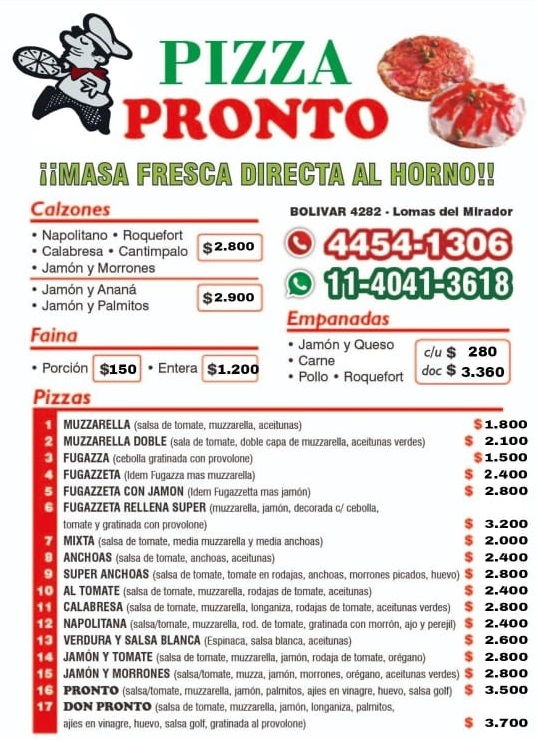 PIZZA
PRONTO
¡¡MASA FRESCA DIRECTA AL HORNO!!
Calzones
• Napolitano • Roquefort
• Calabresa • Cantimpalo
• Jamón y Morrones
$2.800
• Jamón y Ananá
• Jamón y Palmitos
$2.900
Faina
• Porción $150 • Entera $1.200
BOLIVAR 4282 - Lomas del Mirador
4454-1306
11-4041-3618
Empanadas
• Jamón y Queso
• Carne
• Pollo • Roquefort
c/u $ 280
doc $ 3.360
Pizzas
1 MUZZARELLA (salsa de tomate, muzzarella, aceitunas) $1.800
2 MUZZARELLA DOBLE (sala de tomate, doble capa de muzzarella, aceitunas verdes) $ 2.100
3 FUGAZZA (cebolla gratinada con provolone) $1.500
4 FUGAZZETA (Idem Fugazza mas muzzarella) $ 2.400
5 FUGAZZETA CON JAMON (Idem Fugazzetta mas jamón) $ 2.800
6 FUGAZZETA RELLENA SUPER (muzzarella, jamón, decorada c/ cebolla,
tomate y gratinada con provolone) $ 3.200
7 MIXTA (salsa de tomate, media muzzarella y media anchoas) $ 2.000
8 ANCHOAS (salsa de tomate, anchoas, aceitunas) $ 2.400
9 SUPER ANCHOAS (salsa de tomate, tomate en rodajas, anchoas, morrones picados, huevo) $ 2.800
10 AL TOMATE (salsa de tomate, muzzarella, rodajas de tomate, aceitunas) $ 2.400
11 CALABRESA (salsa de tomate, muzzarella, longaniza, rodajas de tomate, aceitunas verdes) $ 2.800
12 NAPOLITANA (salsa/tomate, muzzarella, rod. de tomate, gratinada con morrón, ajo y perejil) $ 2.400
13 VERDURA Y SALSA BLANCA (Espinaca, salsa blanca, aceitunas) $ 2.600
14 JAMÓN Y TOMATE (salsa de tomate, muzzarella, jamón, rodaja de tomate, orégano) $ 2.800
15 JAMÓN Y MORRONES (salsa/tomate, muzza, jamón, morrones, orégano, aceitunas verdes) $ 2.800
16 PRONTO (salsa/tomate, muzzarella, jamón, palmitos, ajies en vinagre, huevo, salsa golf) $ 3.500
17 DON PRONTO (salsa de tomate, muzzarella, jamón, longaniza, palmitos,
ajies en vinagre, huevo, salsa golf, gratinada al provolone) $ 3.700